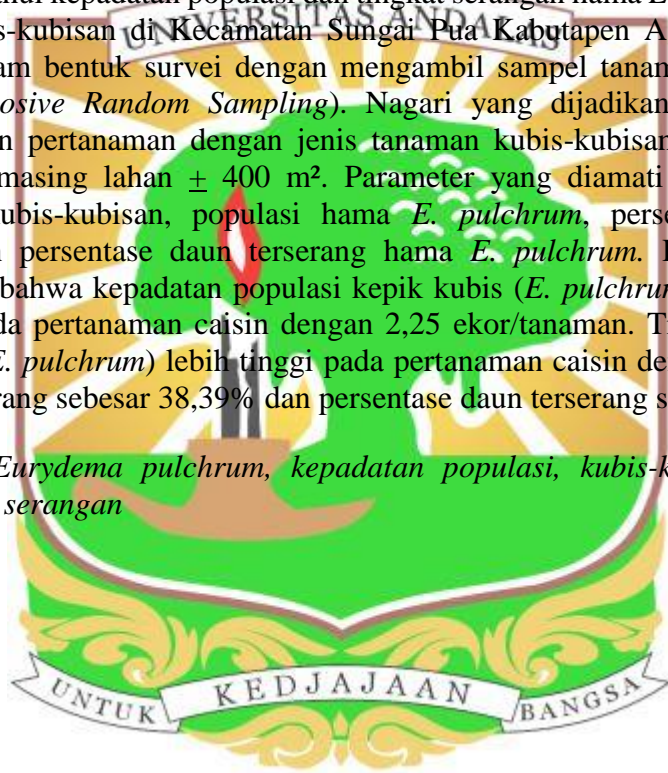 kepadatan populasi dan tingkat serangan hama
UNIVERSITAS ANDALAS
s-kubisan di Kecamatan Sungai Pua Kabutapen A
am bentuk survei dengan mengambil sampel tanam
osive Random Sampling). Nagari yang dijadikan
n pertanaman dengan jenis tanaman kubis-kubisan
masing lahan + 400 m².  Parameter yang diamati
kubis-kubisan, populasi hama E. pulchrum, perse
n persentase daun terserang hama E. pulchrum.
bahwa kepadatan populasi kepik kubis (E. pulchrum
da pertanaman caisin dengan 2,25 ekor/tanaman. T
E. pulchrum) lebih tinggi pada pertanaman caisin de
rang sebesar 38,39% dan persentase daun terserang s
Eurydema pulchrum, kepadatan populasi, kubis-k
serangan
UNTUK KEDJAJAAN BANGSA